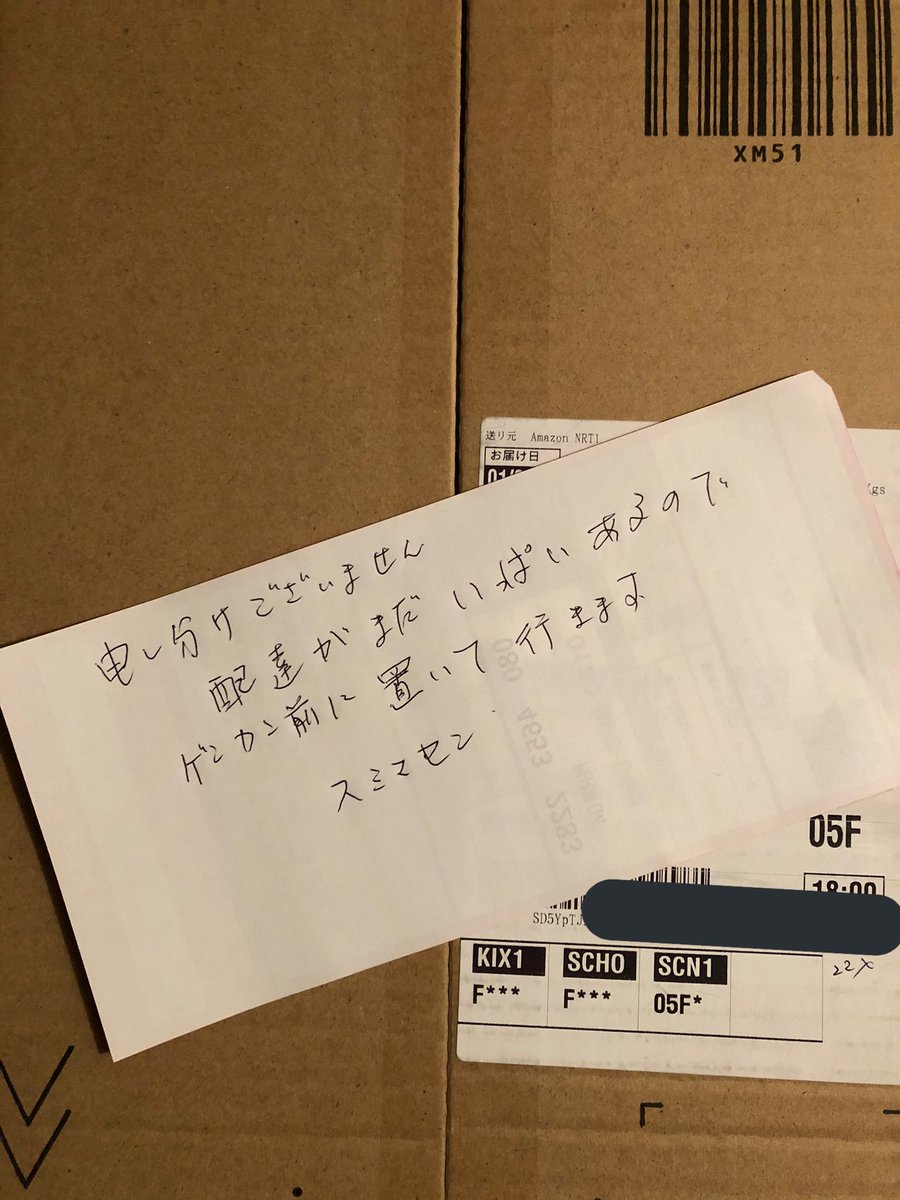 XM51
送り元 Amazon NRT1
お届け日
01/
Kgs
申し分けございません
配達がまだいっぱいあるので
ゲンカン前に置いて行きます
スミマセン
05F
18:00
SD5YpTJ
KIX1 SCHO SCN1
F*** F*** 05F*